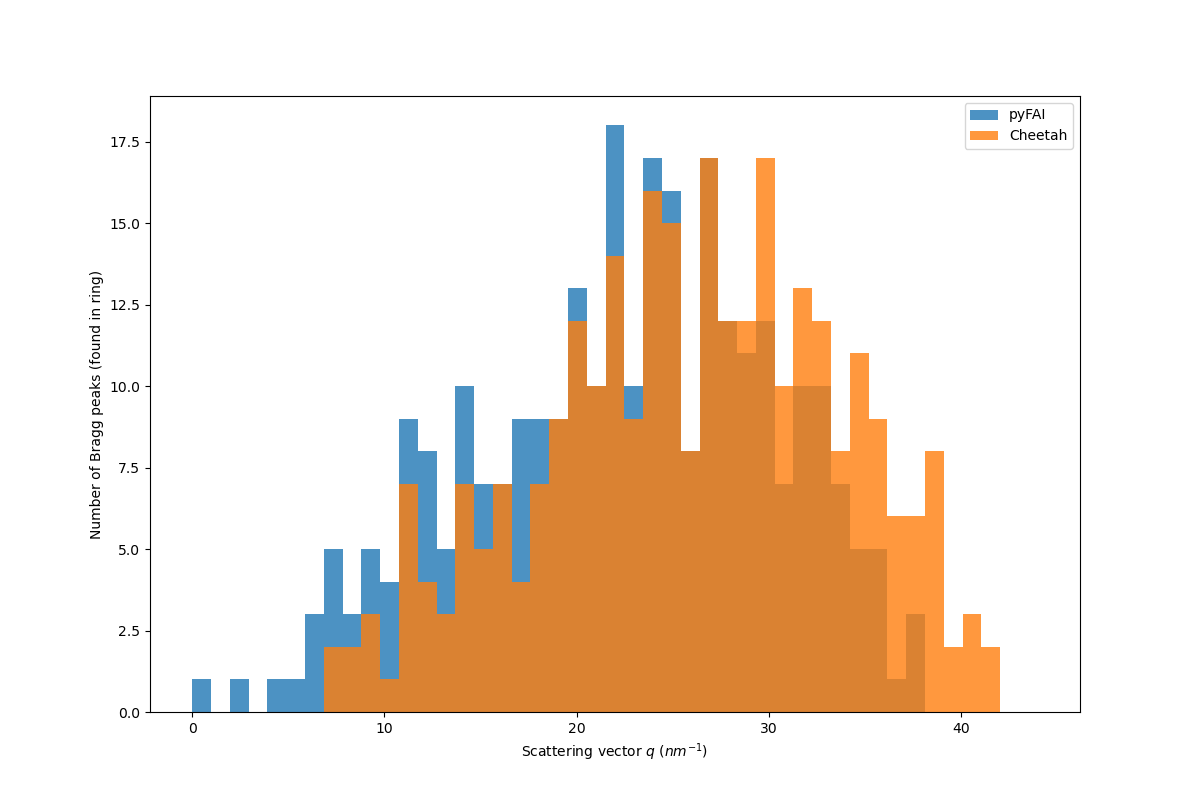 pyFAI
Cheetah
Number of Bragg peaks (found in ring)
17.5
15.0
12.5
10.0
7.5
5.0
2.5
0.0
0 10 20 30 40
Scattering vector q (nm⁻¹)